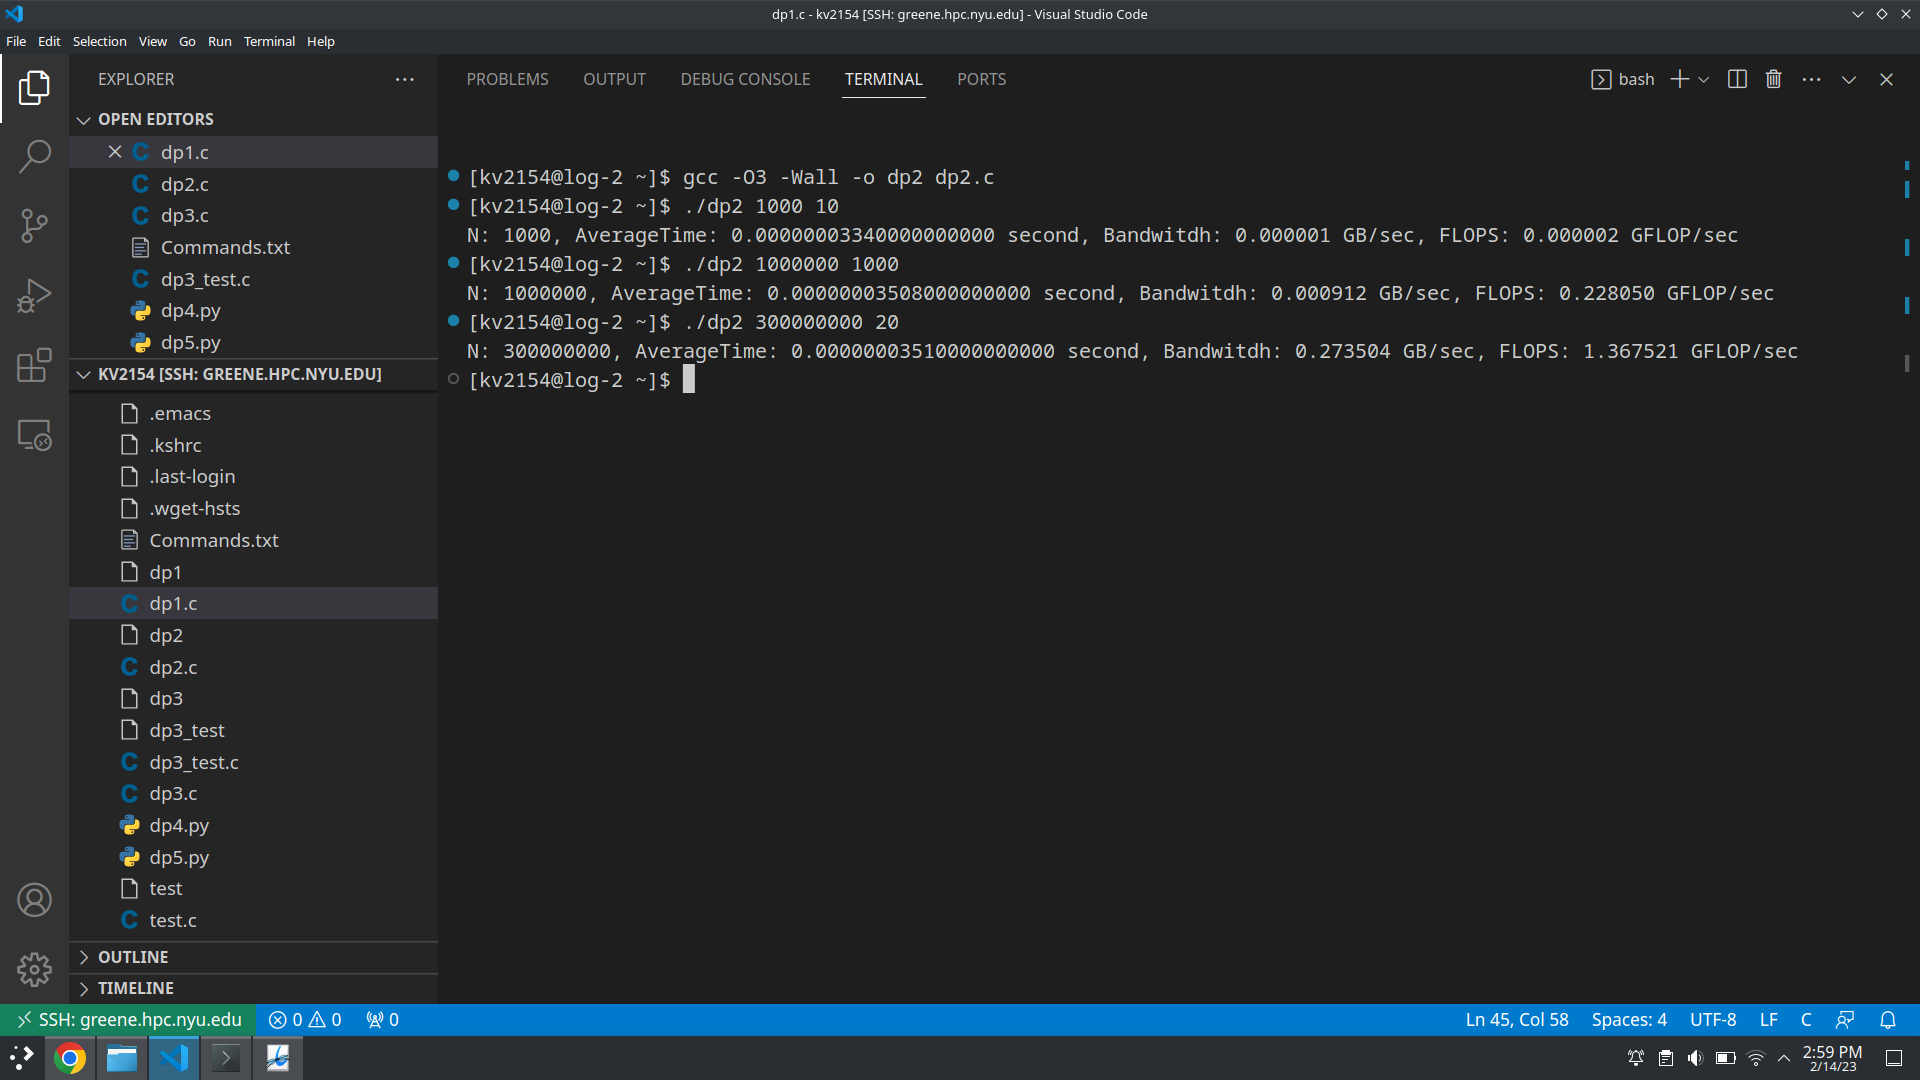 dp1.c - kv2154 [SSH: greene.hpc.nyu.edu] - Visual Studio Code
File Edit Selection View Go Run Terminal Help
EXPLORER
OPEN EDITORS
dp1.c
dp2.c
dp3.c
Commands.txt
dp3_test.c
dp4.py
dp5.py
KV2154 [SSH: GREENE.HPC.NYU.EDU]
.emacs
.kshrc
.last-login
.wget-hsts
Commands.txt
dp1
dp1.c
dp2
dp2.c
dp3
dp3_test
dp3_test.c
dp3.c
dp4.py
dp5.py
test
test.c
OUTLINE
TIMELINE
PROBLEMS OUTPUT DEBUG CONSOLE TERMINAL PORTS
bash
[kv2154@log-2 ~]$ gcc -O3 -Wall -o dp2 dp2.c
[kv2154@log-2 ~]$ ./dp2 1000 10
N: 1000, AverageTime: 0.00000003340000000000 second, Bandwitdh: 0.000001 GB/sec, FLOPS: 0.000002 GFLOP/sec
[kv2154@log-2 ~]$ ./dp2 1000000 1000
N: 1000000, AverageTime: 0.00000003508000000000 second, Bandwitdh: 0.000912 GB/sec, FLOPS: 0.228050 GFLOP/sec
[kv2154@log-2 ~]$ ./dp2 300000000 20
N: 300000000, AverageTime: 0.00000003510000000000 second, Bandwitdh: 0.273504 GB/sec, FLOPS: 1.367521 GFLOP/sec
[kv2154@log-2 ~]$
SSH: greene.hpc.nyu.edu 0 0 0 Ln 45, Col 58 Spaces: 4 UTF-8 LF C
2:59 PM
2/14/23